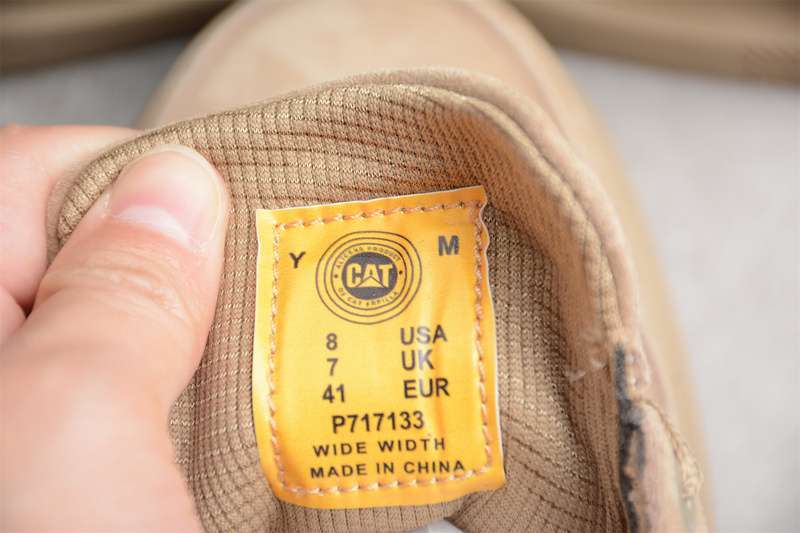 Y M
CAT
8 USA
7 UK
41 EUR
P717133
WIDE WIDTH
MADE IN CHINA